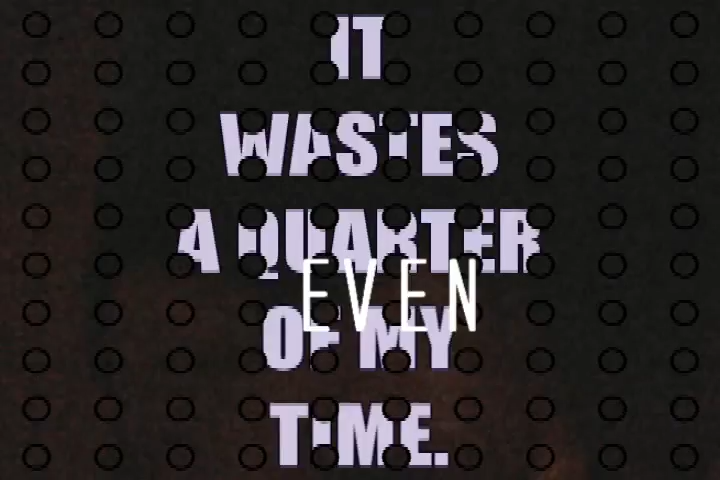 IT
WASTES
A QUARTER
EVEN
OF MY
TIME.